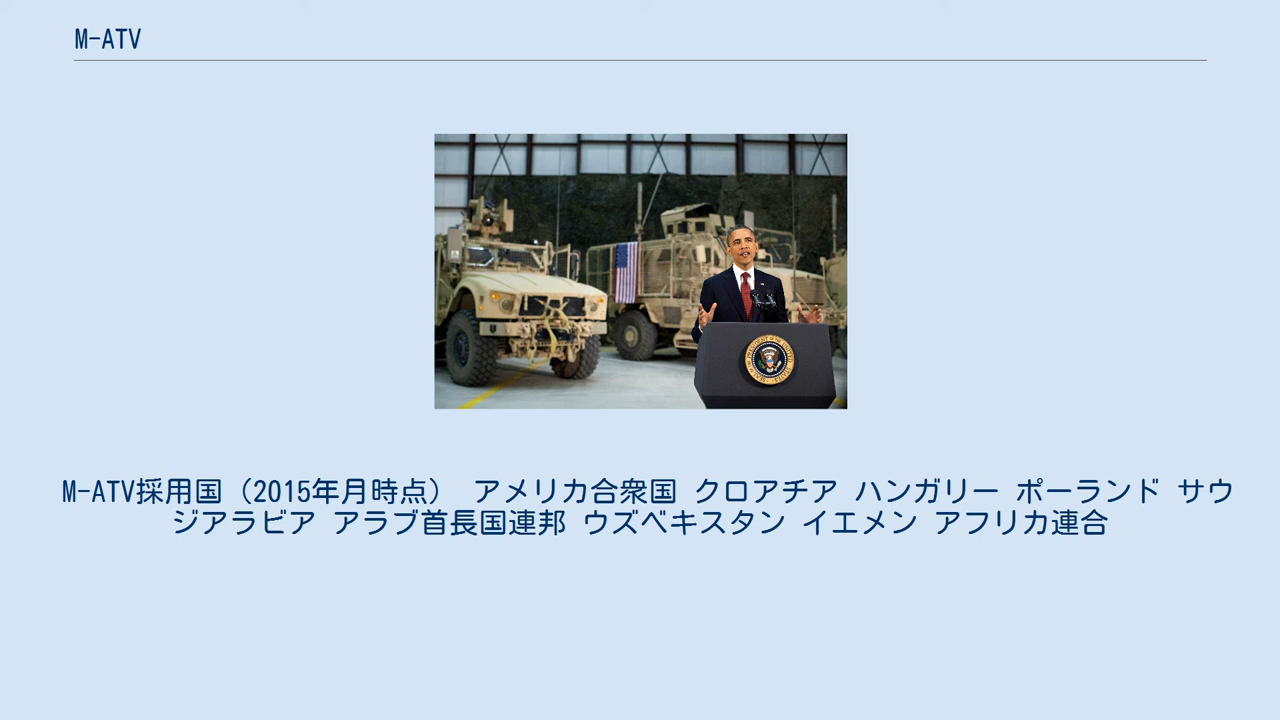 M-ATV
M-ATV採用国（2015年月時点） アメリカ合衆国 クロアチア ハンガリー ポーランド サウ
ジアラビア アラブ首長国連邦 ウズベキスタン イエメン アフリカ連合